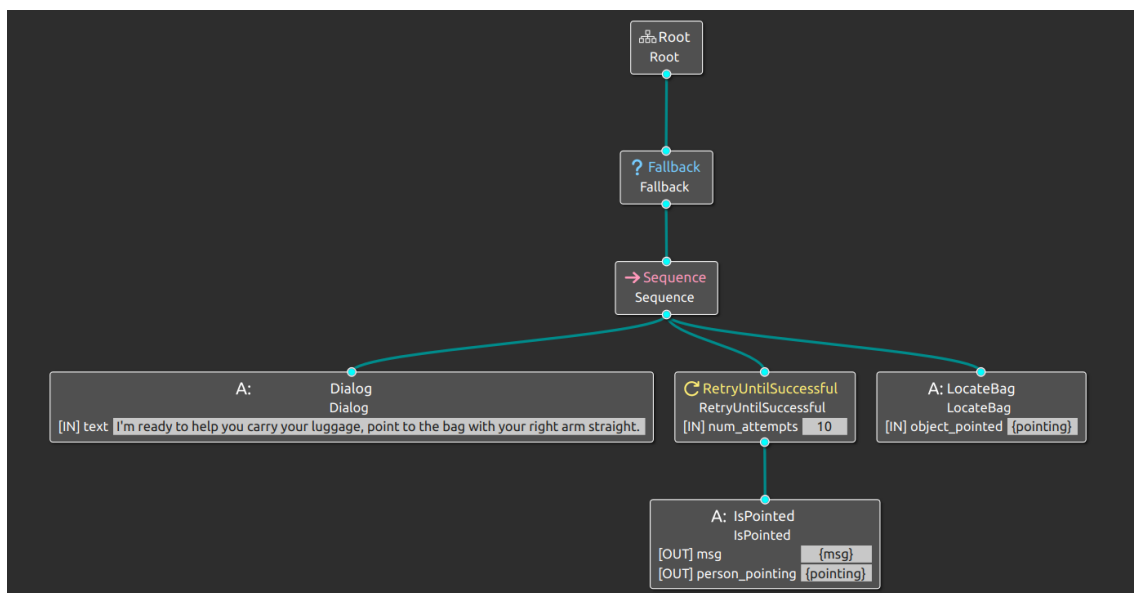 Root
Root
? Fallback
Fallback
→ Sequence
Sequence
A: Dialog
Dialog
[IN] text I'm ready to help you carry your luggage, point to the bag with your right arm straight.
RetryUntilSuccessful
RetryUntilSuccessful
[IN] num_attempts 10
A: LocateBag
LocateBag
[IN] object_pointed {pointing}
A: IsPointed
IsPointed
[OUT] msg {msg}
[OUT] person_pointing {pointing}